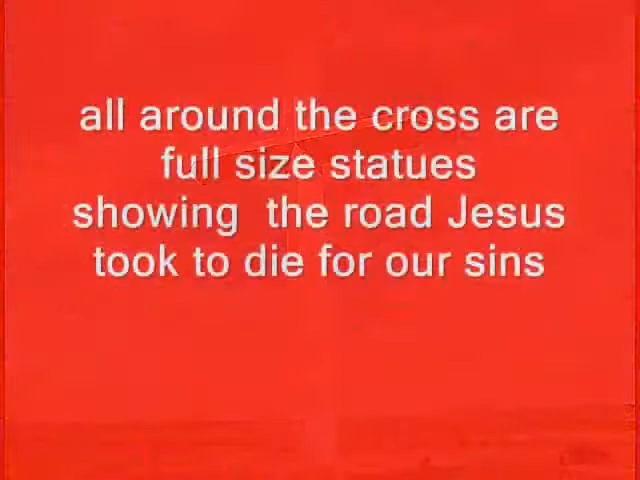 all around the cross are
full size statues
showing  the road Jesus
took to die for our sins